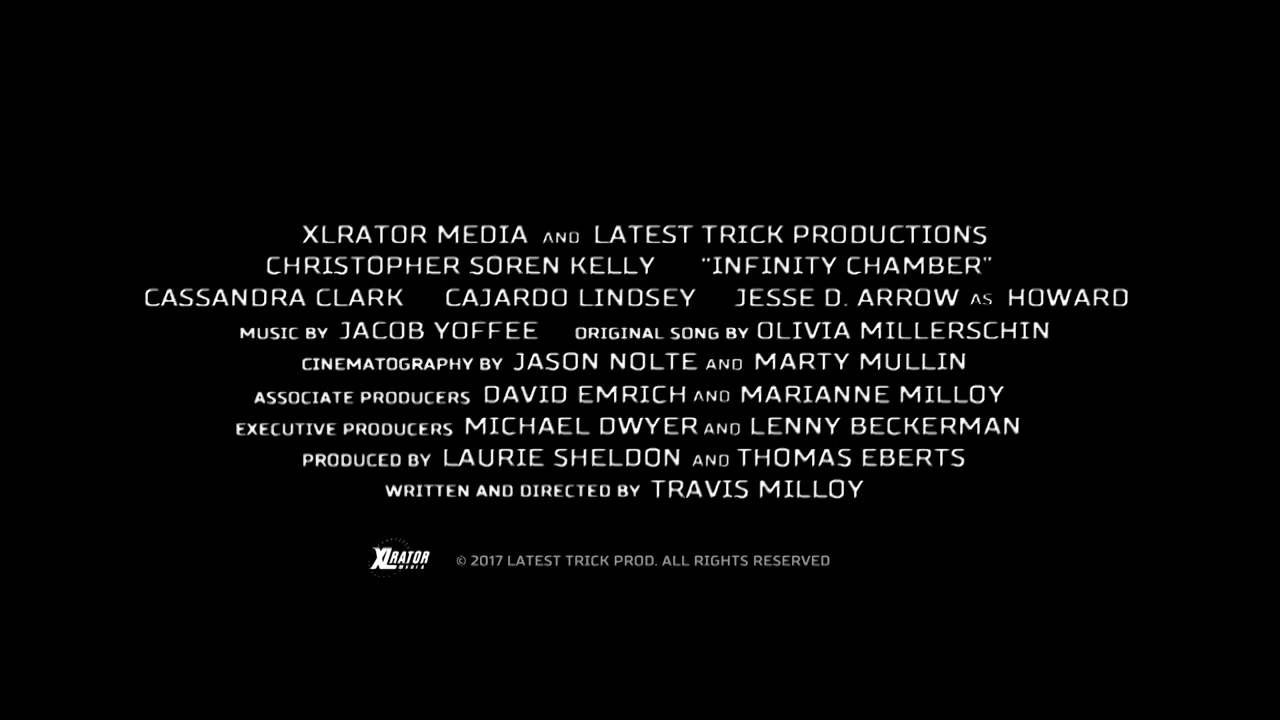 XLRATOR MEDIA AND LATEST TRICK PRODUCTIONS
CHRISTOPHER SOREN KELLY "INFINITY CHAMBER"
CASSANDRA CLARK CAJARDO LINDSEY JESSE D. ARROW AS HOWARD
MUSIC BY JACOB YOFFEE ORIGINAL SONG BY OLIVIA MILLERSCHIN
CINEMATOGRAPHY BY JASON NOLTE AND MARTY MULLIN
ASSOCIATE PRODUCERS DAVID EMRICH AND MARIANNE MILLOY
EXECUTIVE PRODUCERS MICHAEL DWYER AND LENNY BECKERMAN
PRODUCED BY LAURIE SHELDON AND THOMAS EBERTS
WRITTEN AND DIRECTED BY TRAVIS MILLOY
XLRATOR MEDIA © 2017 LATEST TRICK PROD. ALL RIGHTS RESERVED